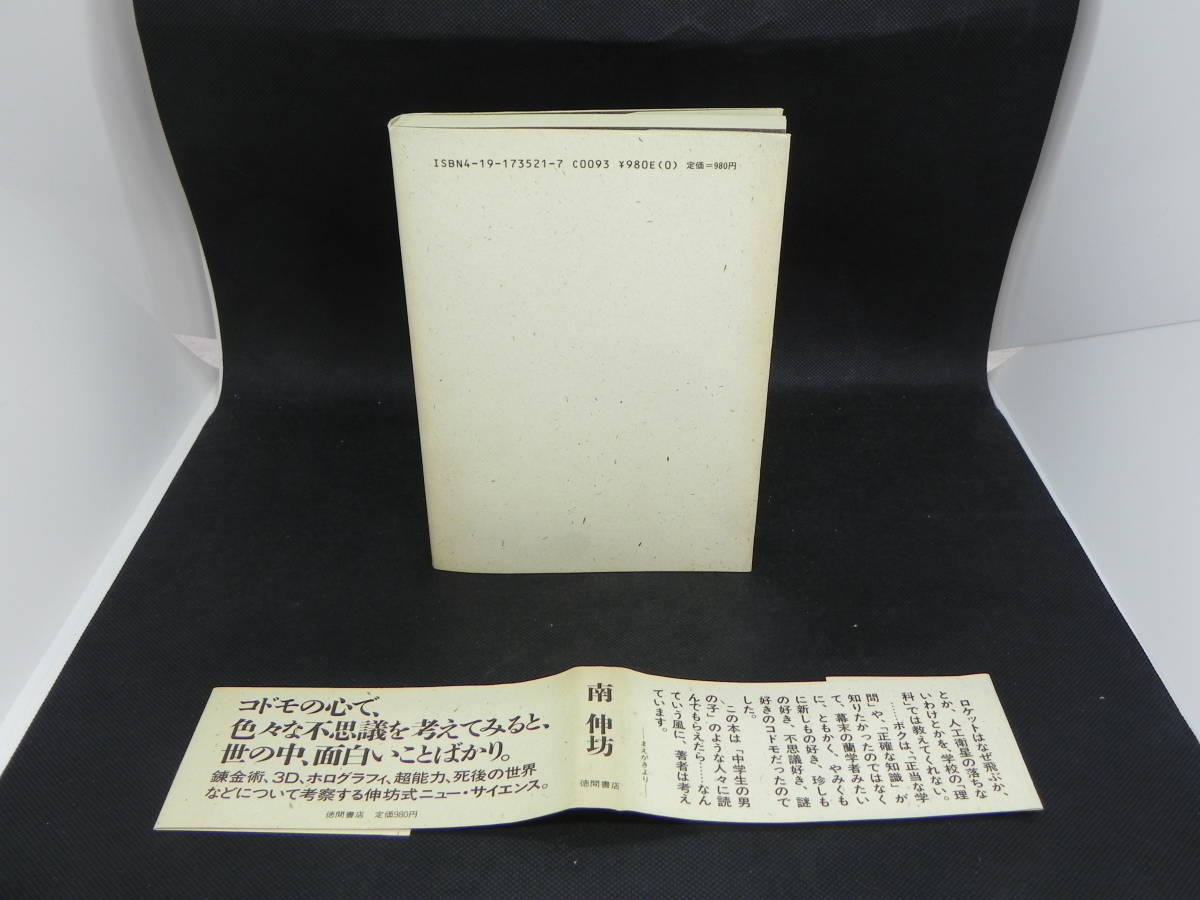 ISBN4-19-173521-7 C0093 ¥980E(0) 定価=980円
コドモの心で、
色々な不思議を考えてみると、
世の中、面白いことばかり。
錬金術、3D、ホログラフィ、超能力、死後の世界
などについて考察する伸坊式ニュー・サイエンス。
徳間書店 定価980円
南 伸坊
徳間書店
ロケットはなぜ飛ぶか、
とか、人工衛星の落ちな
いわけとかを、学校の「理
科」では教えてくれない。
……ボクは、「正当な学
問」や、「正確な知識」が
知りたかったのではなく
て、幕末の蘭学者みたい
に、ともかく、やみくも
に新しもの好き、珍しも
の好き、不思議好き、謎
好きのコドモだったので
した。
この本は「中学生の男
の子」のような人々に読
んでもらえたら……なん
ていう風に、著者は考え
ています。
——まえがきより——